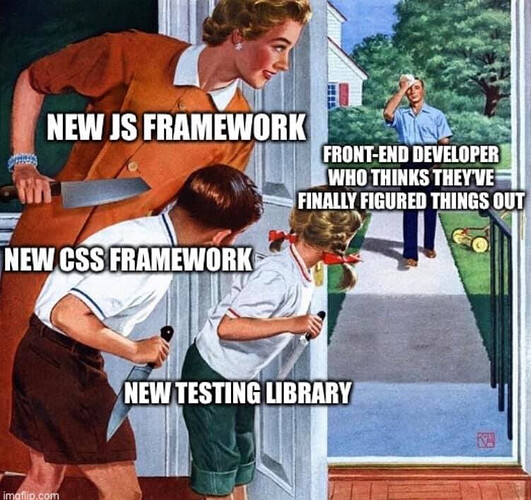 NEW JS FRAMEWORK
FRONT-END DEVELOPER
WHO THINKS THEY'VE
FINALLY FIGURED THINGS OUT
NEW CSS FRAMEWORK
NEW TESTING LIBRARY
imgflip.com